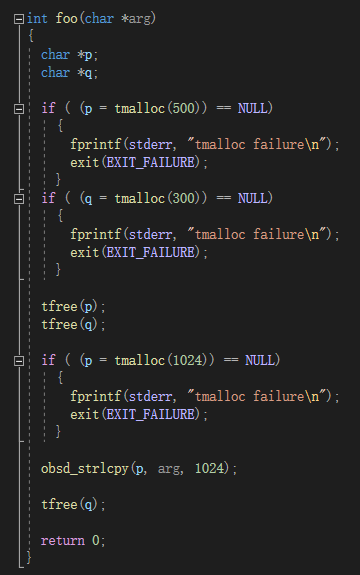 int foo(char *arg)
{
char *p;
char *q;
if ( (p = tmalloc(500)) == NULL)
{
fprintf(stderr, "tmalloc failure\n");
exit(EXIT_FAILURE);
}
if ( (q = tmalloc(300)) == NULL)
{
fprintf(stderr, "tmalloc failure\n");
exit(EXIT_FAILURE);
}
tfree(p);
tfree(q);
if ( (p = tmalloc(1024)) == NULL)
{
fprintf(stderr, "tmalloc failure\n");
exit(EXIT_FAILURE);
}
obsd_strlcpy(p, arg, 1024);
tfree(q);
return 0;
}